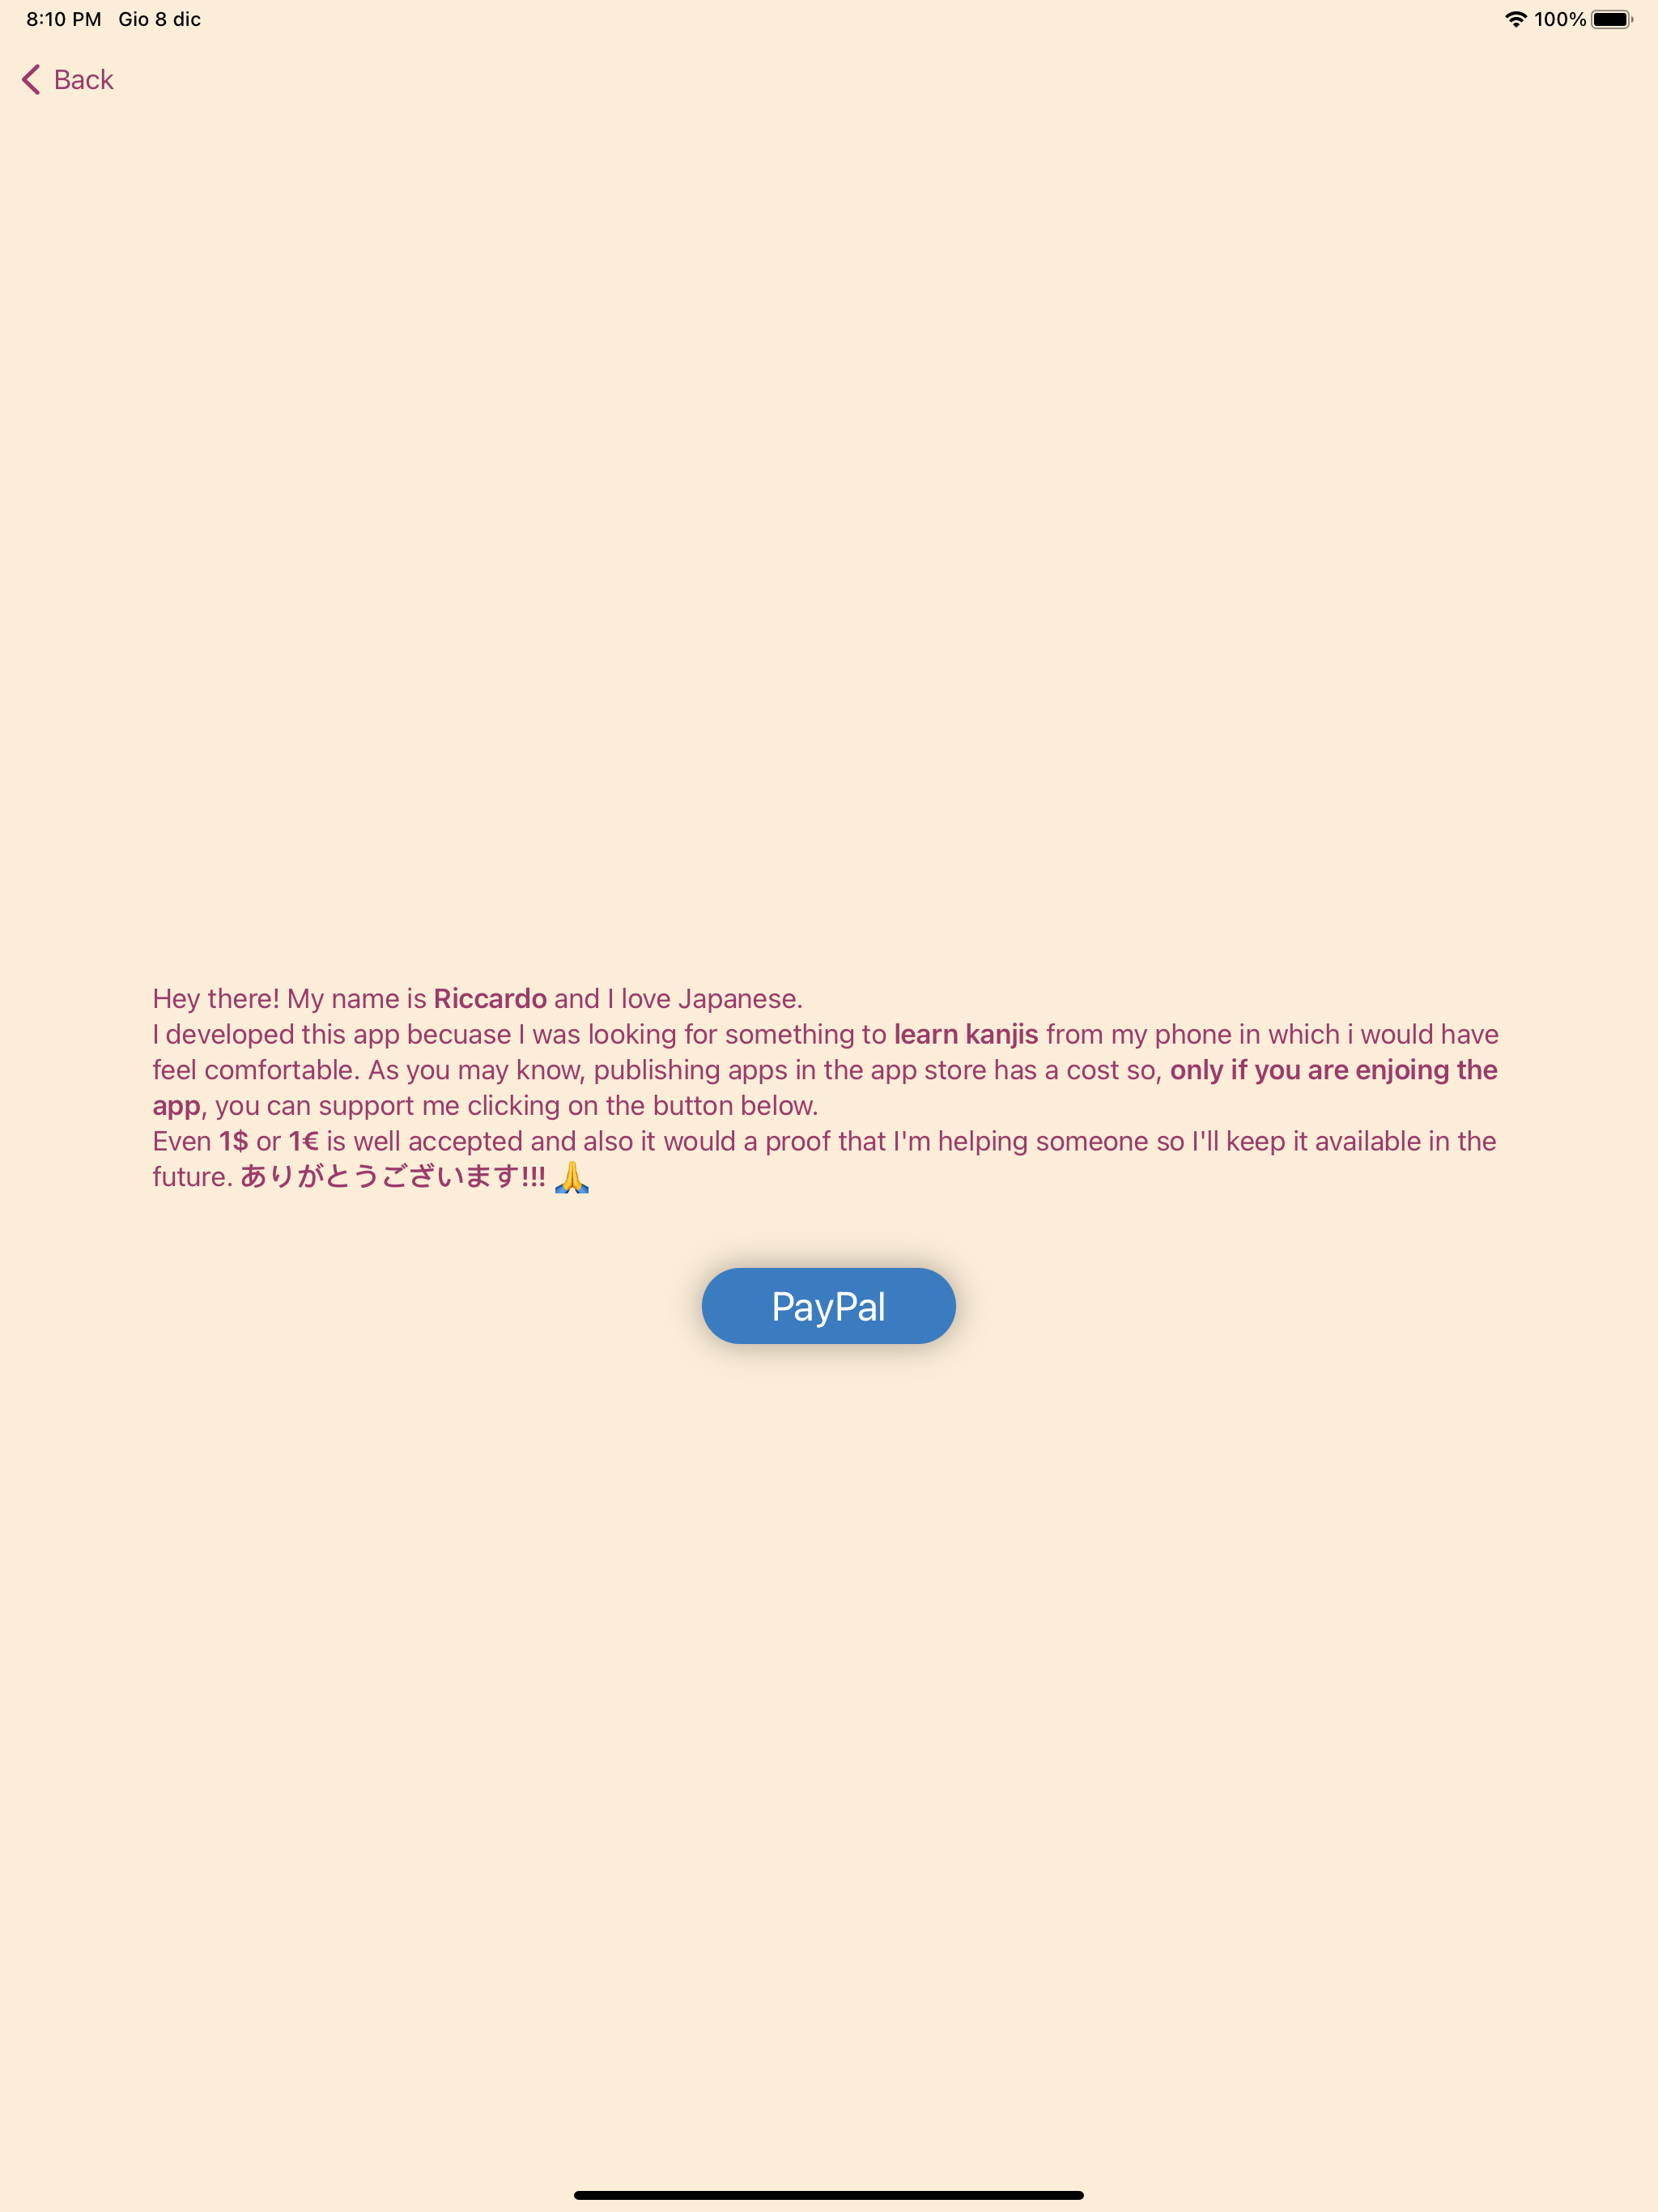 8:10 PM Gio 8 dic 100%
Back
Hey there! My name is Riccardo and I love Japanese.
I developed this app becuase I was looking for something to learn kanjis from my phone in which i would have
feel comfortable. As you may know, publishing apps in the app store has a cost so, only if you are enjoing the
app, you can support me clicking on the button below.
Even 1$ or 1€ is well accepted and also it would a proof that I'm helping someone so I'll keep it available in the
future. ありがとうございます!!! 🙏
PayPal